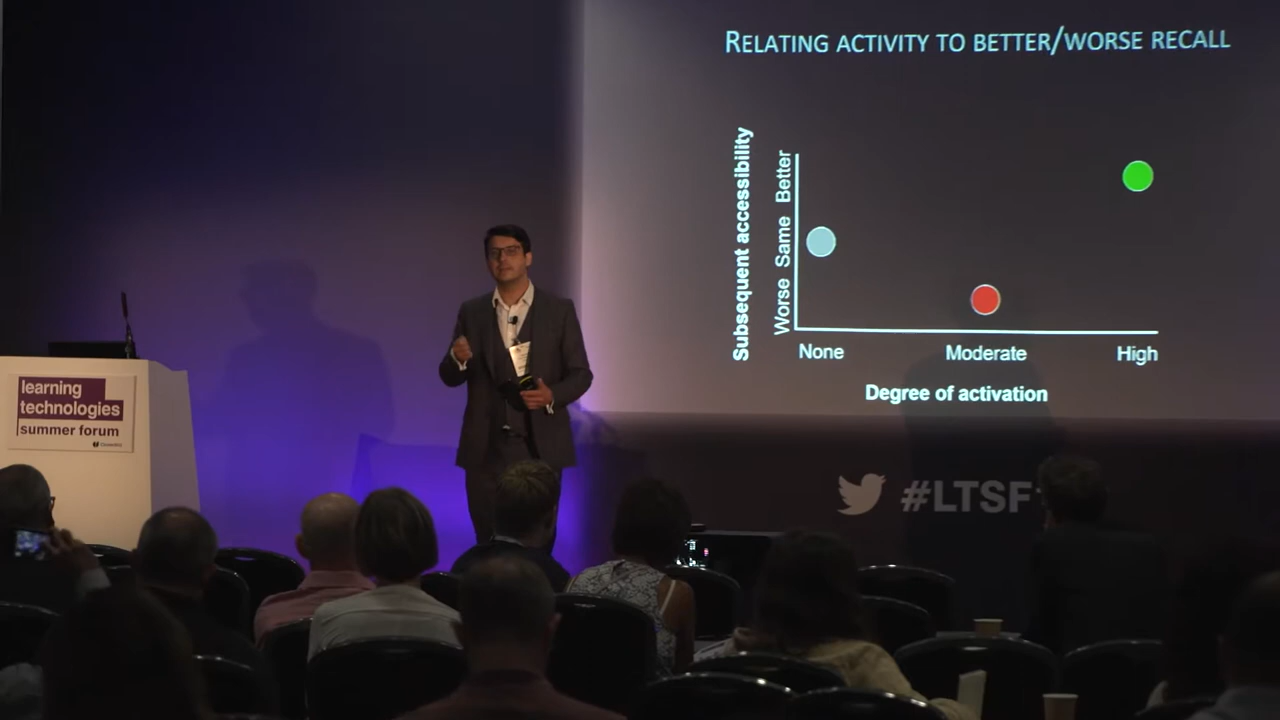 RELATING ACTIVITY TO BETTER/WORSE RECALL
Subsequent accessibility
Worse Same Better
None Moderate High
Degree of activation
learning
technologies
summer forum
#LTSF